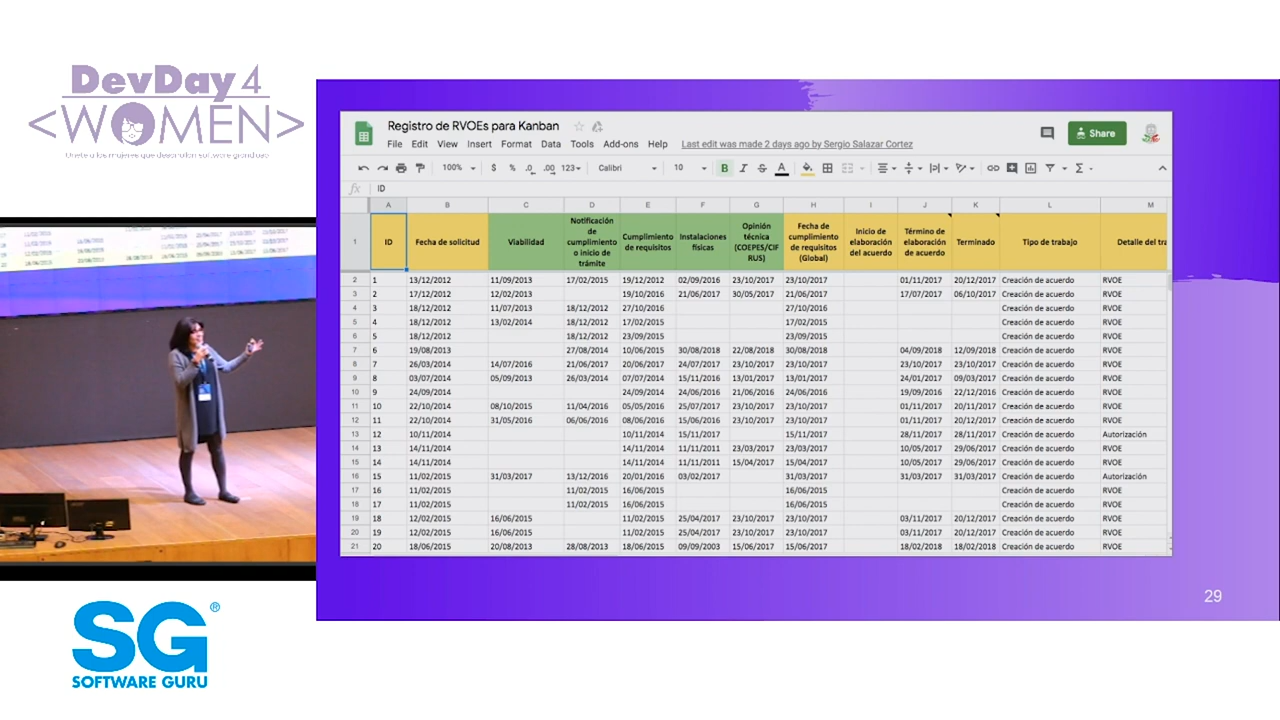 DevDay4
<WOMEN>
SG®
SOFTWARE GURU
Registro de RVOEs para Kanban
File Edit View Insert Format Data Tools Add-ons Help Last edit was made 2 days ago by Sergio Salazar Cortez
Share
100% $ % .0 .00 123 Calibri 10 B I S A
fx ID
A B C D E F G H I J K L M
1 ID Fecha de solicitud Viabilidad Notificación de cumplimiento o inicio de trámite Cumplimiento de requisitos Instalaciones físicas Opinión técnica (COEPES/CIFRUS) Fecha de cumplimiento de requisitos (Global) Inicio de elaboración del acuerdo Término de elaboración de acuerdo Terminado Tipo de trabajo Detalle del tra
2 1 13/12/2012 11/09/2013 17/02/2015 19/12/2012 02/09/2016 23/10/2017 23/10/2017 01/11/2017 20/12/2017 Creación de acuerdo RVOE
3 2 17/12/2012 12/02/2013 19/10/2016 21/06/2017 30/05/2017 21/06/2017 17/07/2017 06/10/2017 Creación de acuerdo RVOE
4 3 18/12/2012 11/07/2013 18/12/2012 27/10/2016 27/10/2016 Creación de acuerdo RVOE
5 4 18/12/2012 13/02/2014 18/12/2012 17/02/2015 17/02/2015 Creación de acuerdo RVOE
6 5 18/12/2012 18/12/2012 23/09/2015 23/09/2015 Creación de acuerdo RVOE
7 6 19/08/2013 27/08/2014 10/06/2015 30/08/2018 22/08/2018 30/08/2018 04/09/2018 12/09/2018 Creación de acuerdo RVOE
8 7 26/03/2014 14/07/2016 21/06/2017 20/06/2017 24/07/2017 23/10/2017 23/10/2017 23/10/2017 23/10/2017 Creación de acuerdo RVOE
9 8 03/07/2014 05/09/2013 26/03/2014 07/07/2014 15/11/2016 13/01/2017 13/01/2017 24/01/2017 09/03/2017 Creación de acuerdo RVOE
10 9 24/09/2014 24/09/2014 24/06/2016 21/06/2016 24/06/2016 19/09/2016 22/12/2016 Creación de acuerdo RVOE
11 10 22/10/2014 08/10/2015 11/04/2016 05/05/2016 25/07/2017 23/10/2017 23/10/2017 01/11/2017 20/11/2017 Creación de acuerdo RVOE
12 11 22/10/2014 31/05/2016 06/06/2016 08/06/2016 15/06/2016 23/10/2017 23/10/2017 01/11/2017 20/12/2017 Creación de acuerdo RVOE
13 12 10/11/2014 10/11/2014 15/11/2017 15/11/2017 28/11/2017 28/11/2017 Creación de acuerdo Autorización
14 13 14/11/2014 14/11/2014 11/11/2011 23/03/2017 23/03/2017 10/05/2017 29/06/2017 Creación de acuerdo RVOE
15 14 14/11/2014 14/11/2014 11/11/2011 15/04/2017 15/04/2017 10/05/2017 29/06/2017 Creación de acuerdo RVOE
16 15 11/02/2015 31/03/2017 13/12/2016 20/01/2016 03/02/2017 31/03/2017 31/03/2017 31/03/2017 Creación de acuerdo Autorización
17 16 11/02/2015 11/02/2015 16/06/2015 16/06/2015 Creación de acuerdo RVOE
18 17 11/02/2015 11/02/2015 16/06/2015 16/06/2015 Creación de acuerdo RVOE
19 18 12/02/2015 16/06/2015 11/02/2015 25/04/2017 23/10/2017 23/10/2017 03/11/2017 20/12/2017 Creación de acuerdo RVOE
20 19 12/02/2015 16/06/2015 11/02/2015 25/04/2017 23/10/2017 23/10/2017 03/11/2017 20/12/2017 Creación de acuerdo RVOE
21 20 18/06/2015 20/08/2013 28/08/2013 18/06/2015 09/09/2003 15/06/2017 15/06/2017 18/02/2018 18/02/2018 Creación de acuerdo RVOE
29